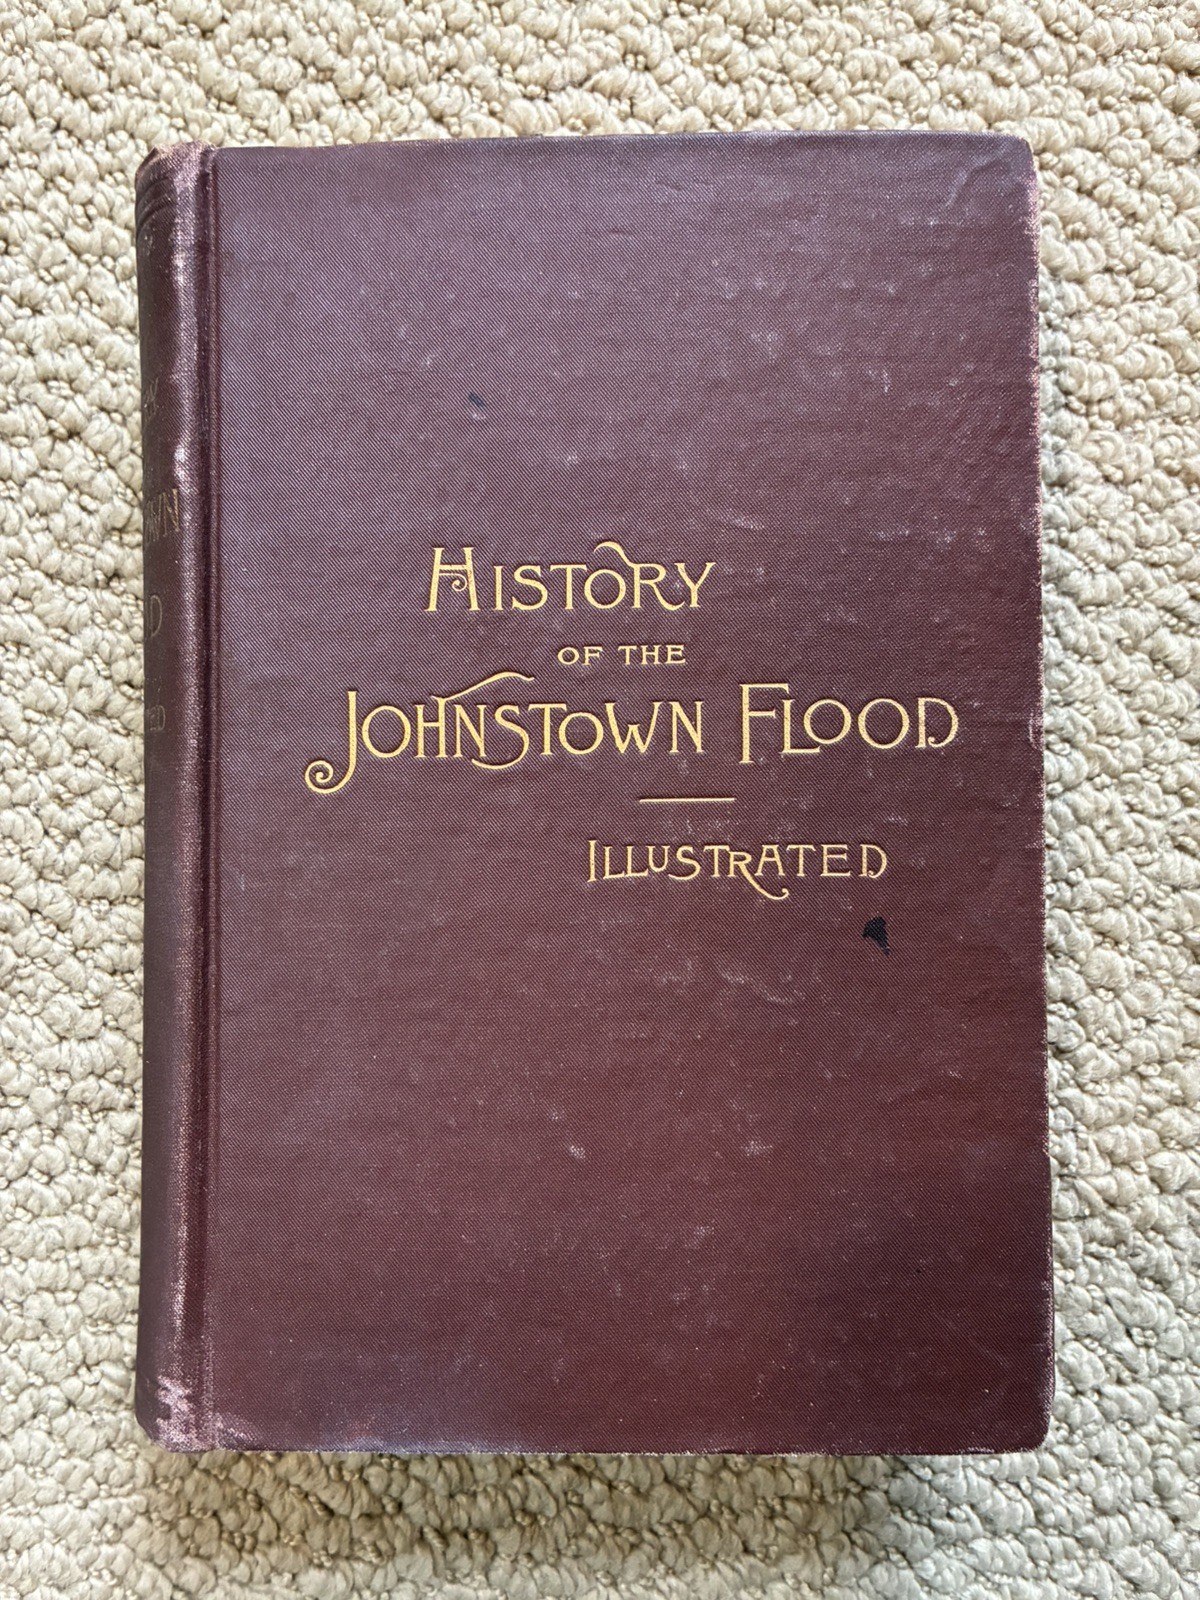 HISTORY
OF THE
JOHNSTOWN FLOOD
ILLUSTRATED